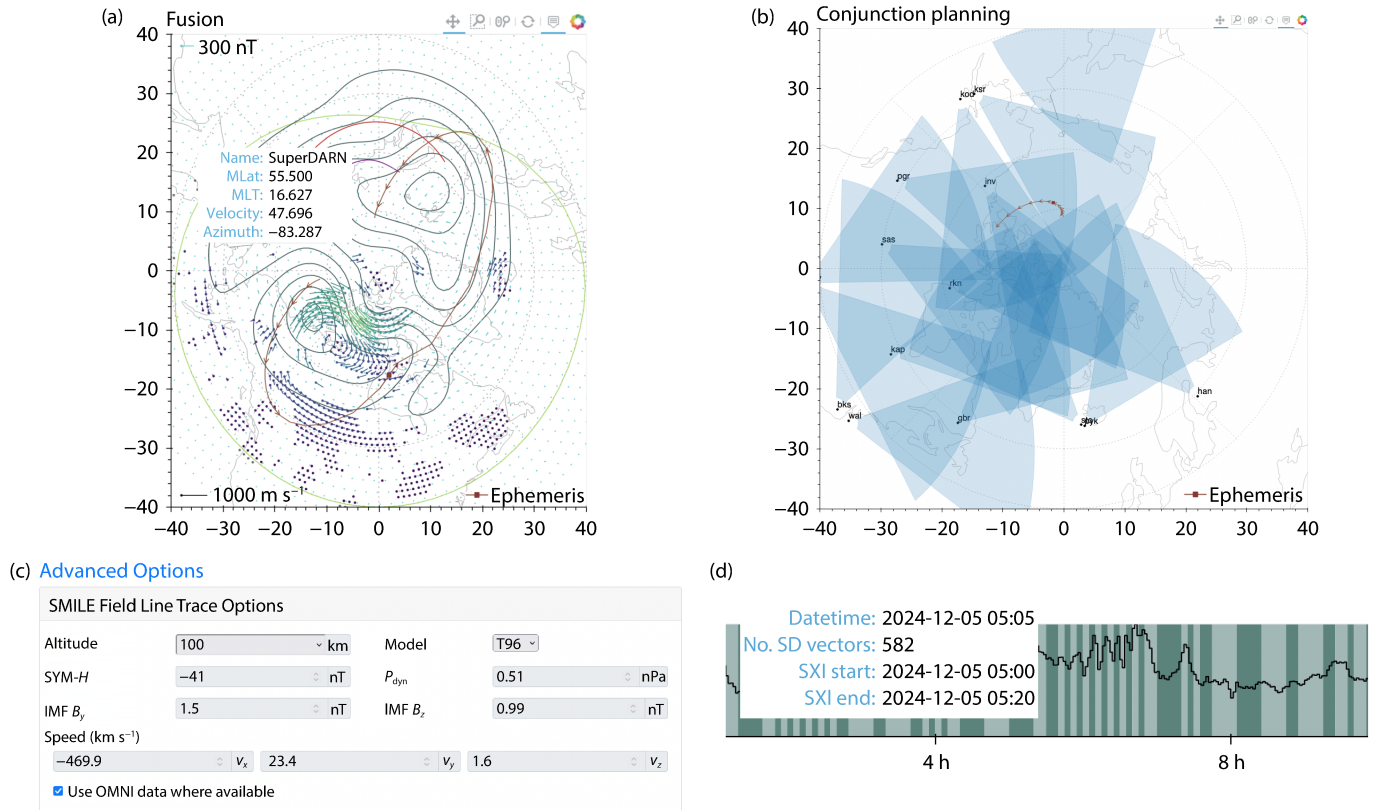 (a) Fusion
300 nT
40
30
20
10
0
−10
−20
−30
−40
Name: SuperDARN
MLat: 55.500
MLT: 16.627
Velocity: 47.696
Azimuth: −83.287
1000 m s⁻¹
Ephemeris
−40 −30 −20 −10 0 10 20 30 40
(b) Conjunction planning
40
30
20
10
0
−10
−20
−30
−40
kod ksr
pgr
inv
sas
rkn
kap
bks
wal
gbr
han
Ephemeris
−40 −30 −20 −10 0 10 20 30 40
(c) Advanced Options
SMILE Field Line Trace Options
Altitude 100 km Model T96
SYM-H −41 nT Pdyn 0.51 nPa
IMF By 1.5 nT IMF Bz 0.99 nT
Speed (km s⁻¹)
−469.9 vx 23.4 vy 1.6 vz
Use OMNI data where available
(d)
Datetime: 2024-12-05 05:05
No. SD vectors: 582
SXI start: 2024-12-05 05:00
SXI end: 2024-12-05 05:20
4 h 8 h